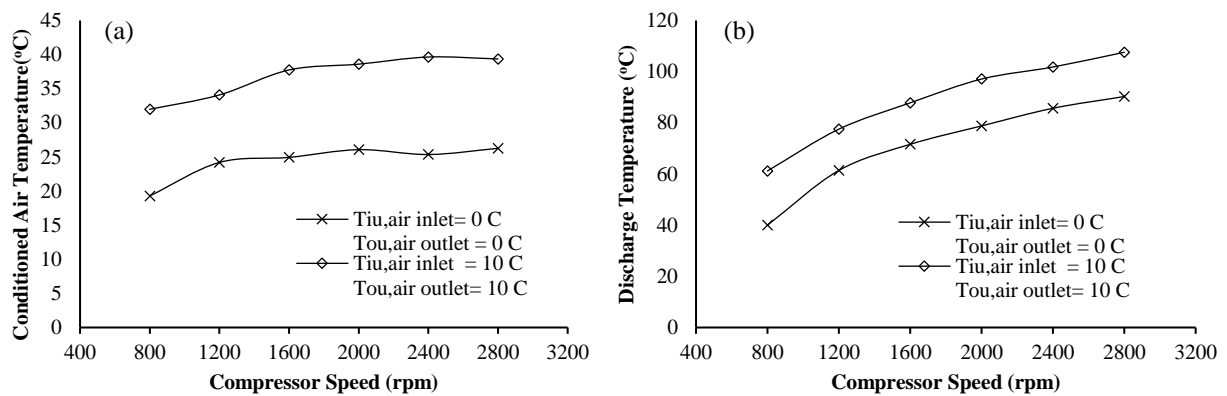 (a)
Conditioned Air Temperature(°C)
45
40
35
30
25
20
15
10
5
0
400 800 1200 1600 2000 2400 2800 3200
Compressor Speed (rpm)
Tiu,air inlet= 0 C
Tou,air outlet = 0 C
Tiu,air inlet = 10 C
Tou,air outlet= 10 C
(b)
Discharge Temperature (°C)
120
100
80
60
40
20
0
400 800 1200 1600 2000 2400 2800 3200
Compressor Speed (rpm)
Tiu,air inlet= 0 C
Tou,air outlet = 0 C
Tiu,air inlet = 10 C
Tou,air outlet= 10 C